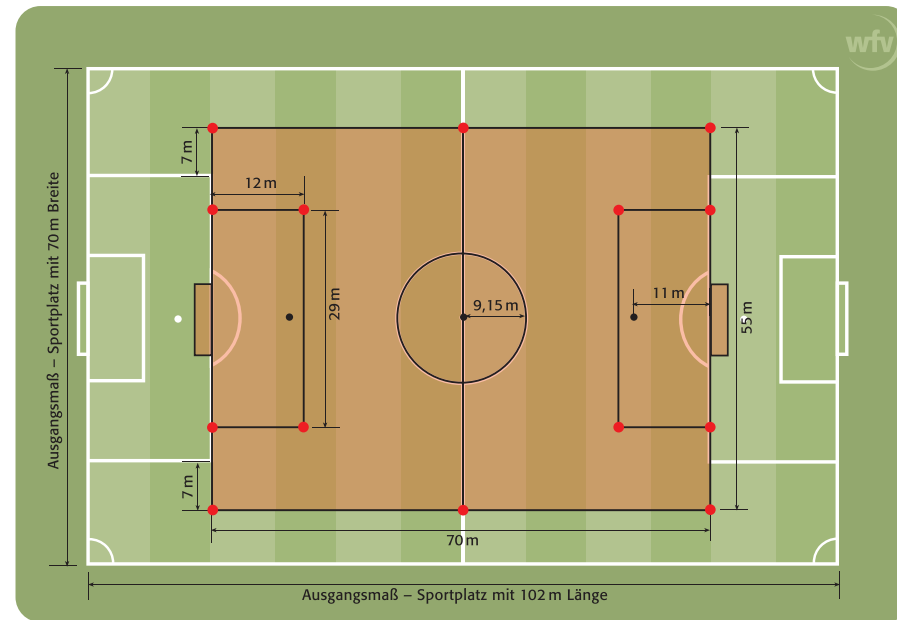 wfv
7 m
12 m
Ausgangsmaß – Sportplatz mit 70 m Breite
29 m
9,15 m
11 m
55 m
7 m
70 m
Ausgangsmaß – Sportplatz mit 102 m Länge